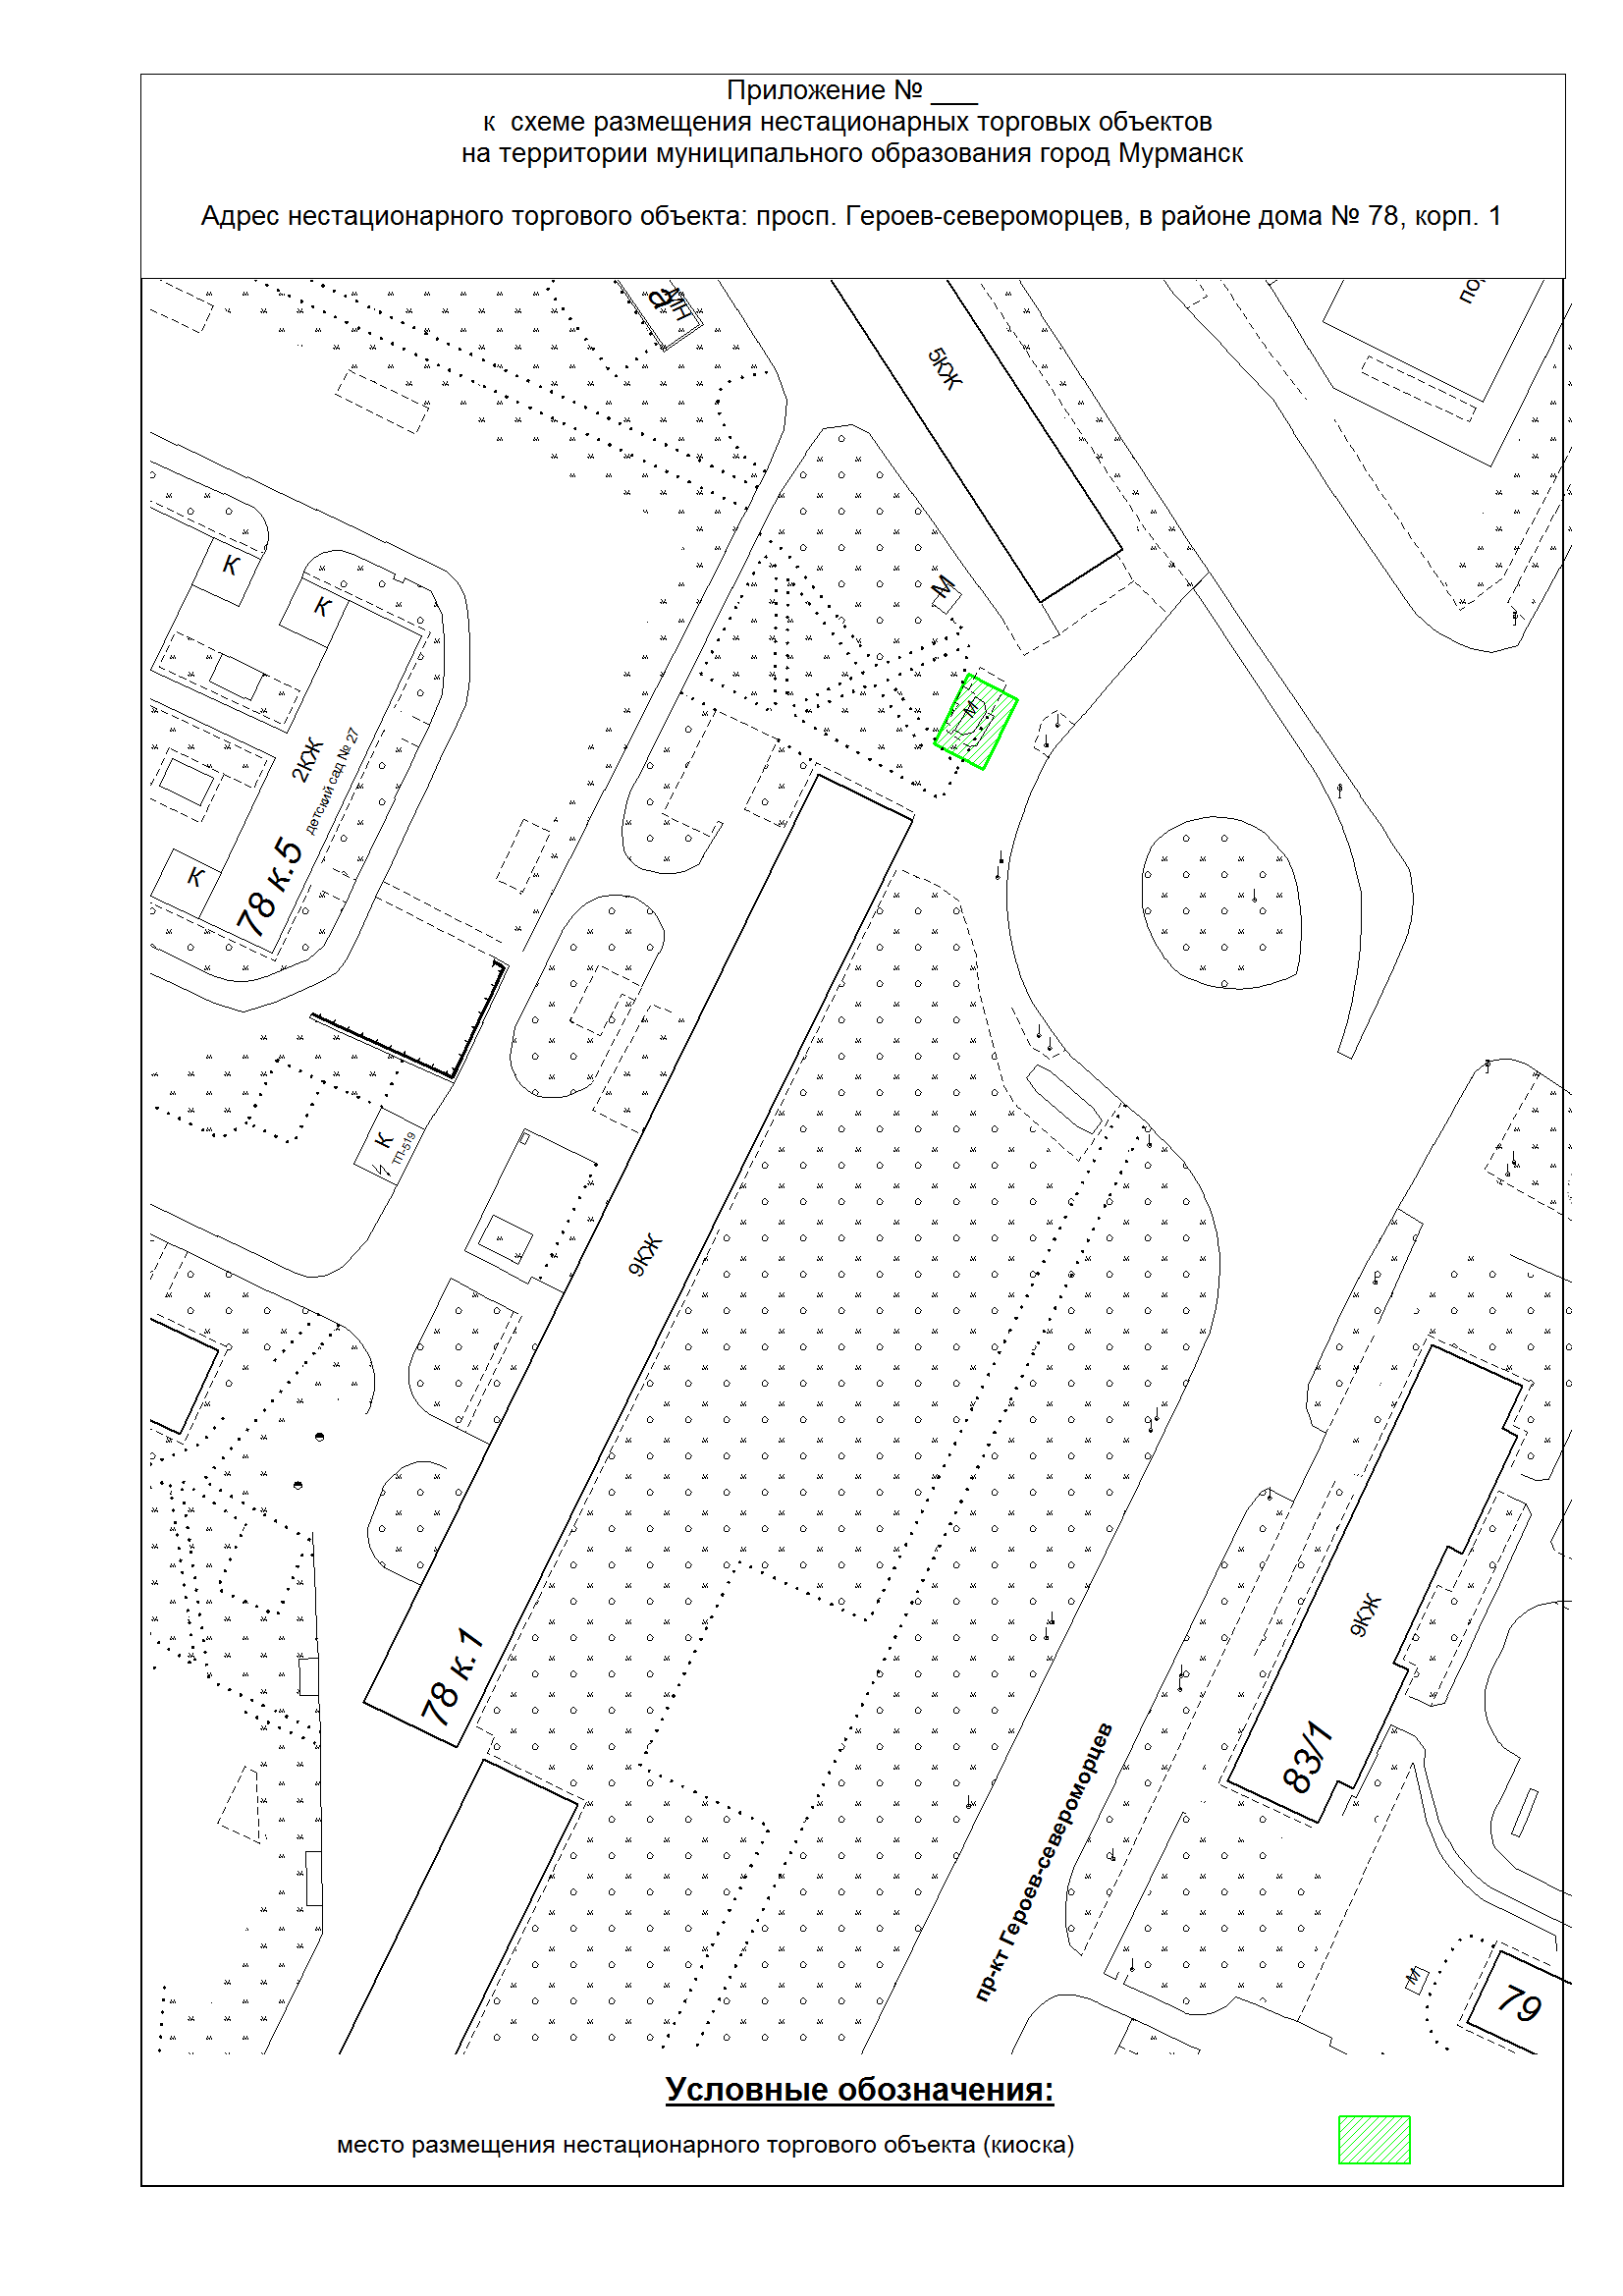 Приложение № ___
к схеме размещения нестационарных торговых объектов
на территории муниципального образования город Мурманск
Адрес нестационарного торгового объекта: просп. Героев-североморцев, в районе дома № 78, корп. 1
а
МН
5КЖ
К
К
М
М
2КЖ
детский сад № 27
78 к.5
К
К
ТП-519
9КЖ
78 к.1
9КЖ
83/1
пр-кт Героев-североморцев
М
79
Условные обозначения:
место размещения нестационарного торгового объекта (киоска)